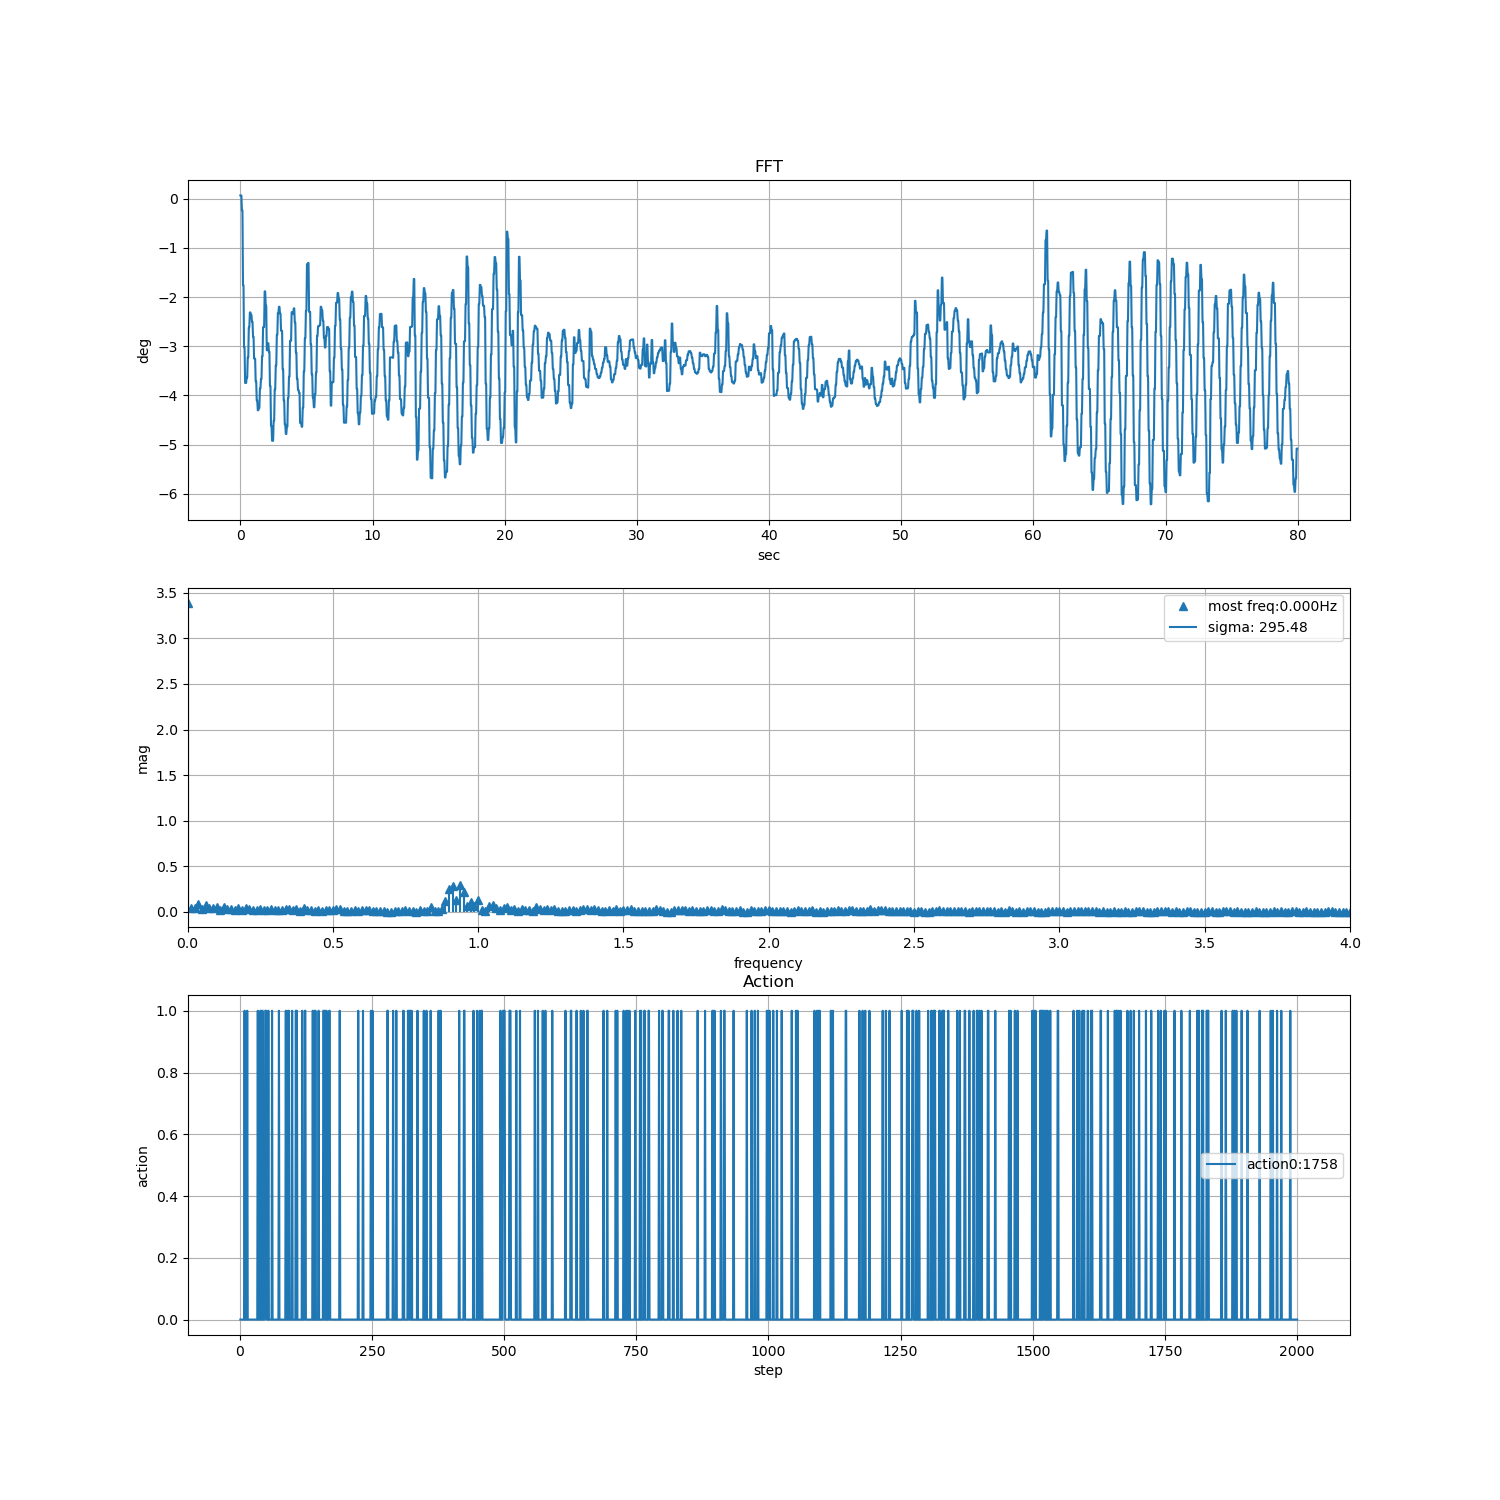 FFT
0
−1
−2
−3
−4
−5
−6
deg
0 10 20 30 40 50 60 70 80
sec
3.5
3.0
2.5
2.0
1.5
1.0
0.5
0.0
mag
most freq:0.000Hz
sigma: 295.48
0.0 0.5 1.0 1.5 2.0 2.5 3.0 3.5 4.0
frequency
Action
1.0
0.8
0.6
0.4
0.2
0.0
action
action0:1758
0 250 500 750 1000 1250 1500 1750 2000
step